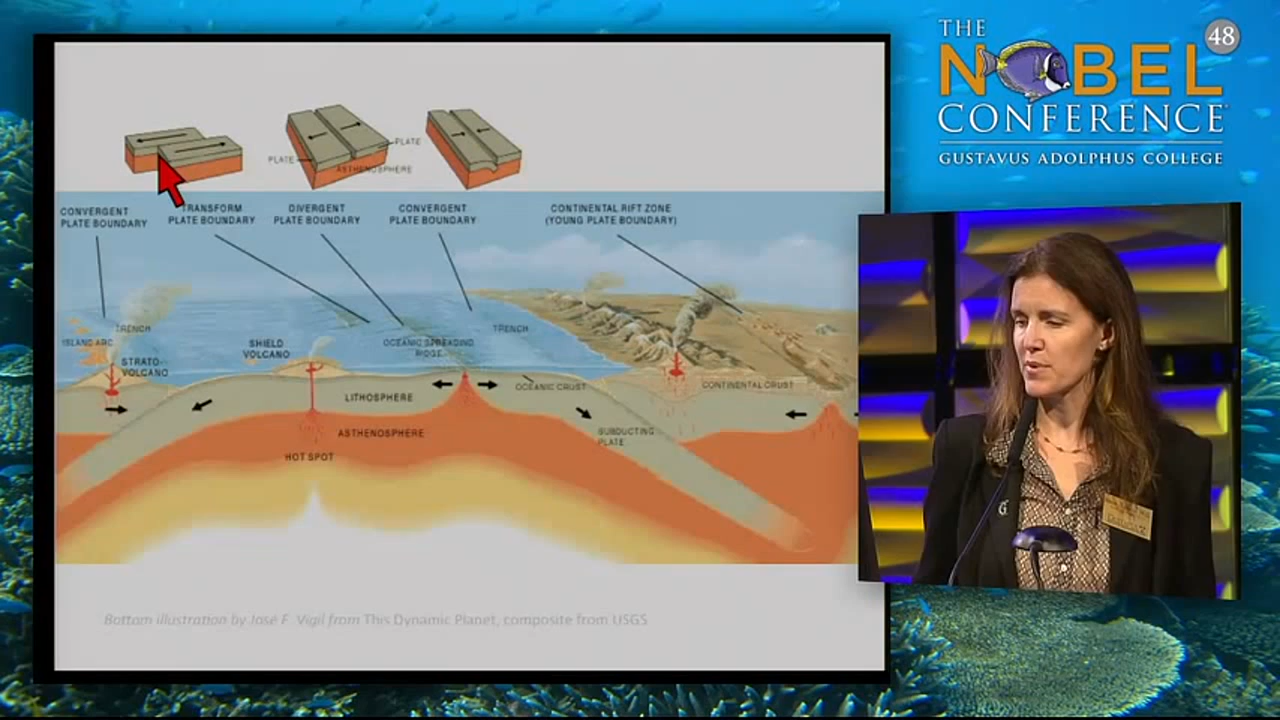 THE
48
NOBEL
CONFERENCE
GUSTAVUS ADOLPHUS COLLEGE
PLATE
PLATE
ASTHENOSPHERE
CONVERGENT
PLATE BOUNDARY
TRANSFORM
PLATE BOUNDARY
DIVERGENT
PLATE BOUNDARY
CONVERGENT
PLATE BOUNDARY
CONTINENTAL RIFT ZONE
(YOUNG PLATE BOUNDARY)
TRENCH
ISLAND ARC
STRATO-
VOLCANO
SHIELD
VOLCANO
OCEANIC SPREADING
RIDGE
TRENCH
OCEANIC CRUST
CONTINENTAL CRUST
LITHOSPHERE
ASTHENOSPHERE
HOT SPOT
SUBDUCTING
PLATE
Bottom illustration by José F. Vigil from This Dynamic Planet, composite from USGS
G